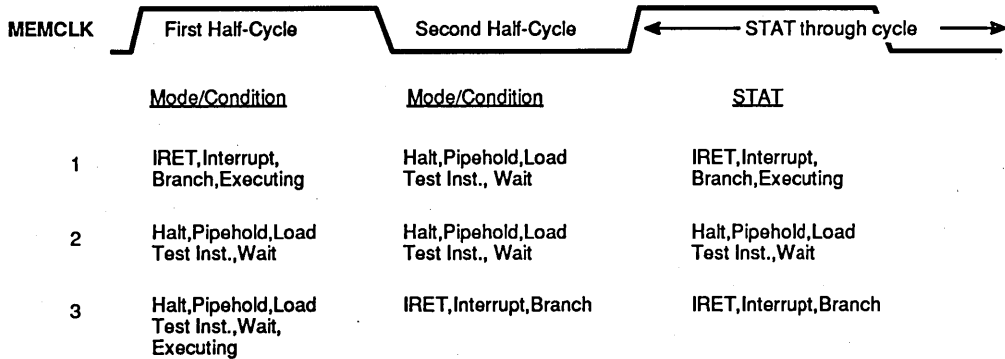 MEMCLK First Half-Cycle Second Half-Cycle STAT through cycle
Mode/Condition Mode/Condition STAT
1 IRET,Interrupt, Halt,Pipehold,Load IRET,Interrupt,
Branch,Executing Test Inst., Wait Branch,Executing
2 Halt,Pipehold,Load Halt,Pipehold,Load Halt,Pipehold,Load
Test Inst.,Wait Test Inst., Wait Test Inst.,Wait
3 Halt,Pipehold,Load IRET,Interrupt,Branch IRET,Interrupt,Branch
Test Inst.,Wait,
Executing